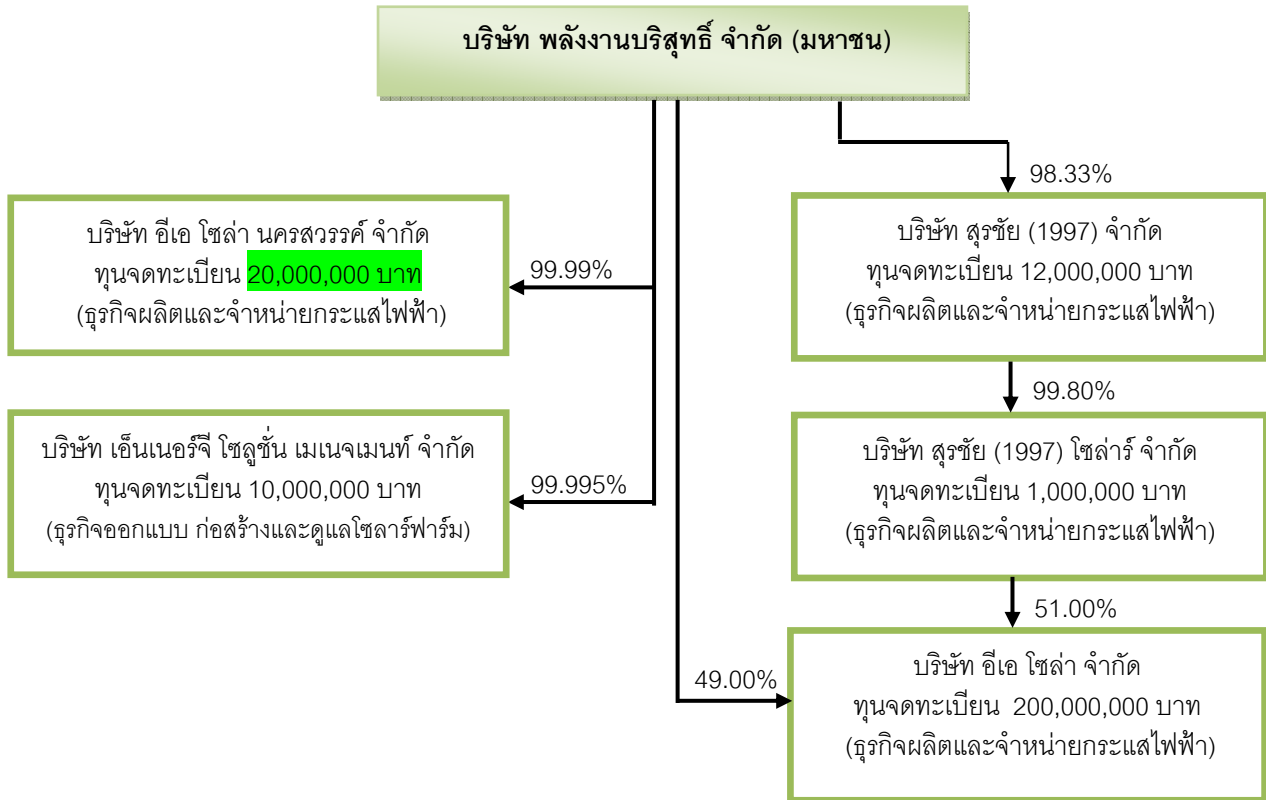 บริษัท พลังงานบริสุทธิ์ จำกัด (มหาชน)
98.33%
บริษัท อีเอ โซล่า นครสวรรค์ จำกัด
ทุนจดทะเบียน 20,000,000 บาท
(ธุรกิจผลิตและจำหน่ายกระแสไฟฟ้า)
99.99%
บริษัท สุรชัย (1997) จำกัด
ทุนจดทะเบียน 12,000,000 บาท
(ธุรกิจผลิตและจำหน่ายกระแสไฟฟ้า)
99.80%
บริษัท เอ็นเนอร์จี โซลูชั่น เมเนจเมนท์ จำกัด
ทุนจดทะเบียน 10,000,000 บาท
(ธุรกิจออกแบบ ก่อสร้างและดูแลโซลาร์ฟาร์ม)
99.995%
บริษัท สุรชัย (1997) โซล่าร์ จำกัด
ทุนจดทะเบียน 1,000,000 บาท
(ธุรกิจผลิตและจำหน่ายกระแสไฟฟ้า)
51.00%
49.00%
บริษัท อีเอ โซล่า จำกัด
ทุนจดทะเบียน 200,000,000 บาท
(ธุรกิจผลิตและจำหน่ายกระแสไฟฟ้า)